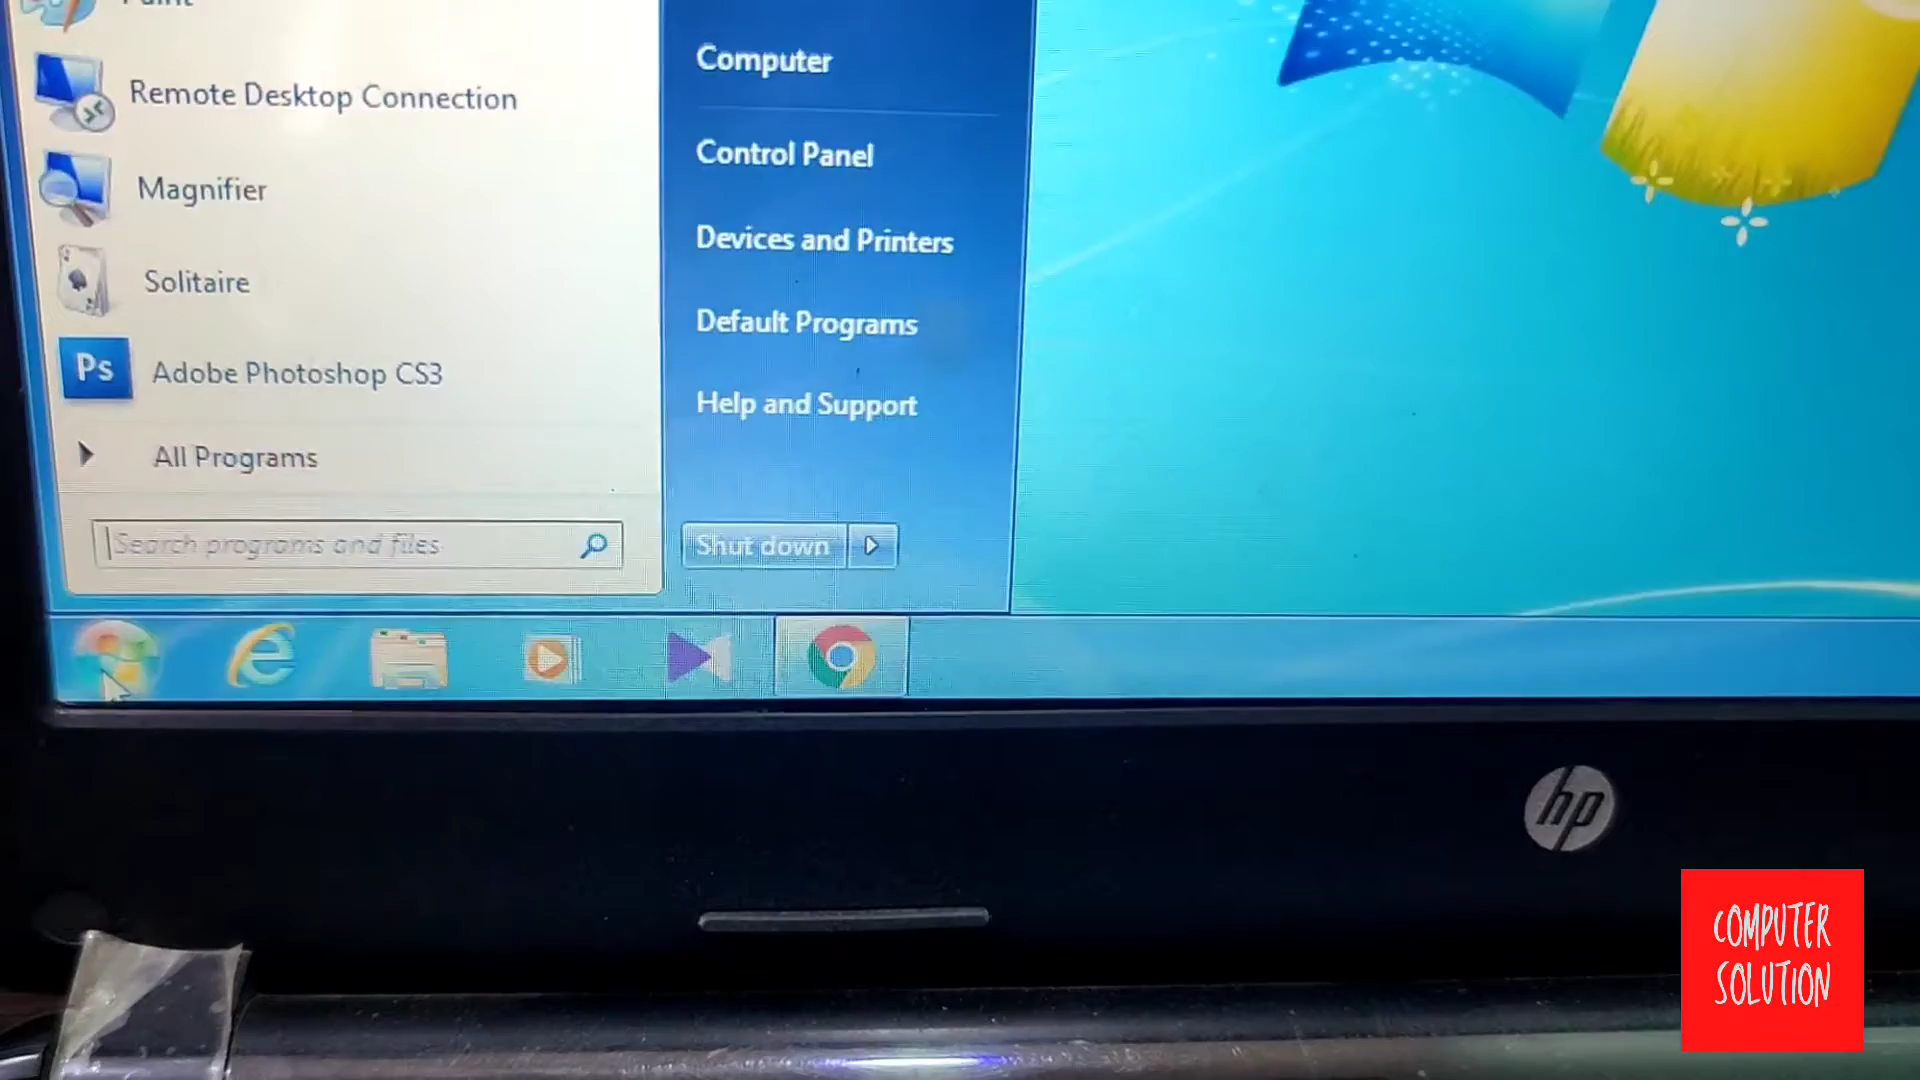 Paint
Remote Desktop Connection
Magnifier
Solitaire
Ps
Adobe Photoshop CS3
All Programs
Search programs and files
Computer
Control Panel
Devices and Printers
Default Programs
Help and Support
Shut down
hp
COMPUTER
SOLUTION